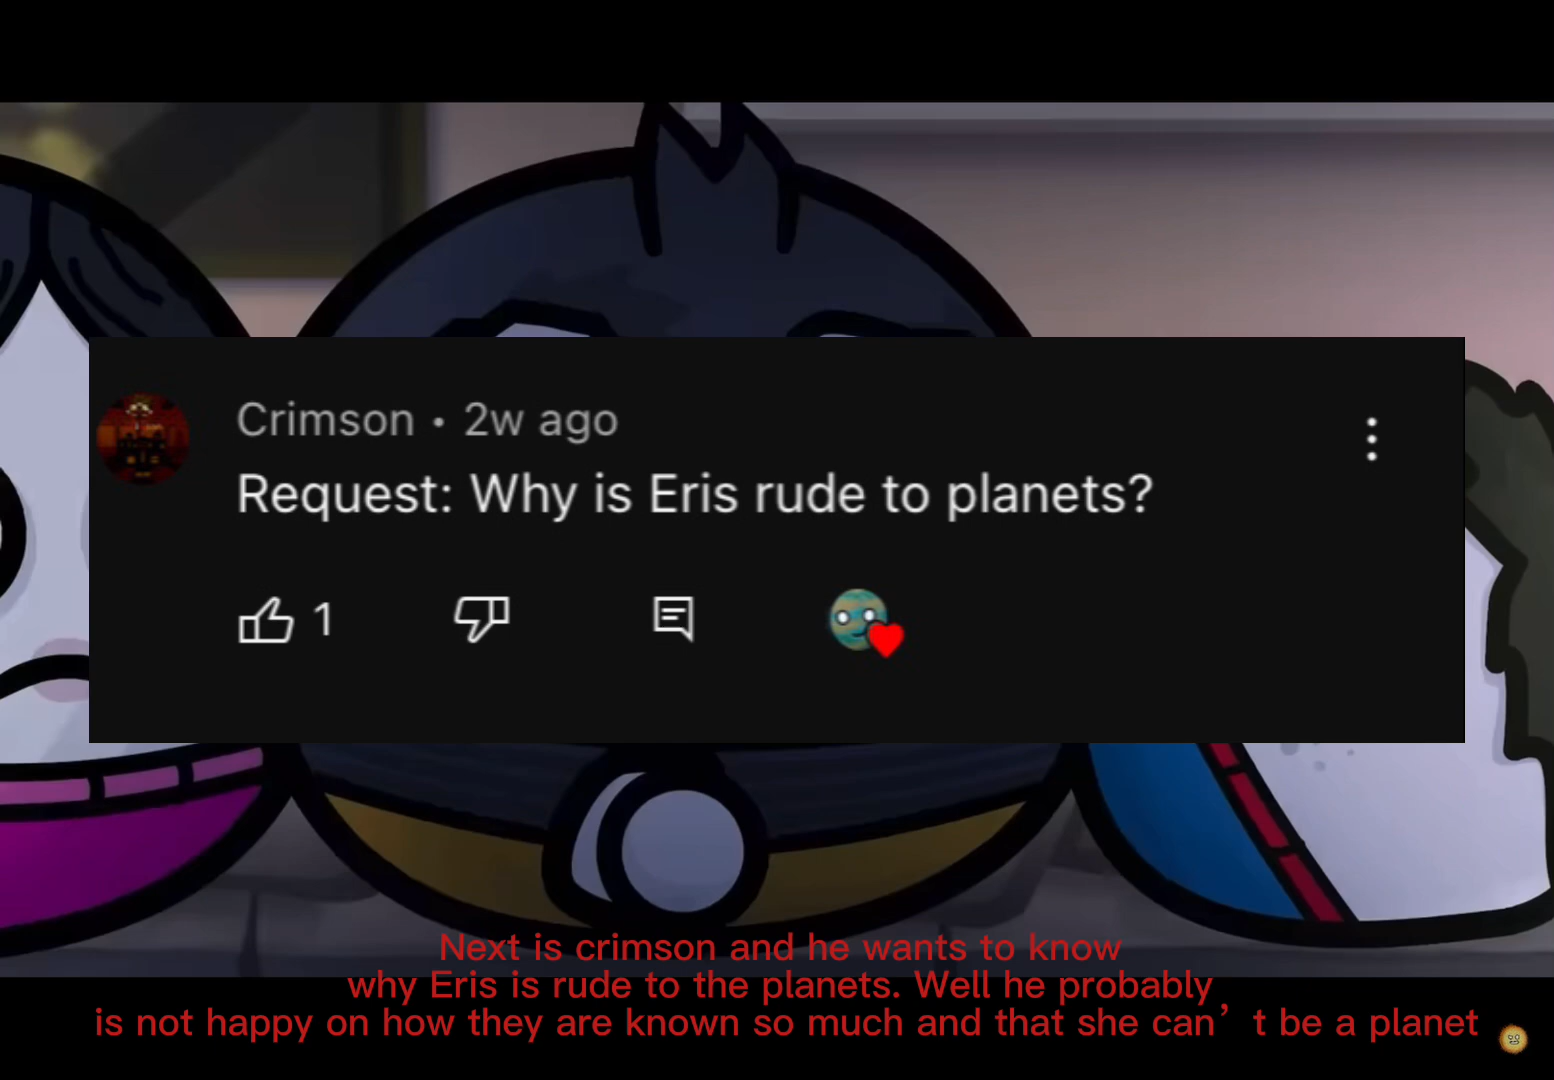 Crimson • 2w ago
Request: Why is Eris rude to planets?
1
Next is crimson and he wants to know
why Eris is rude to the planets. Well he probably
is not happy on how they are known so much and that she can’t be a planet